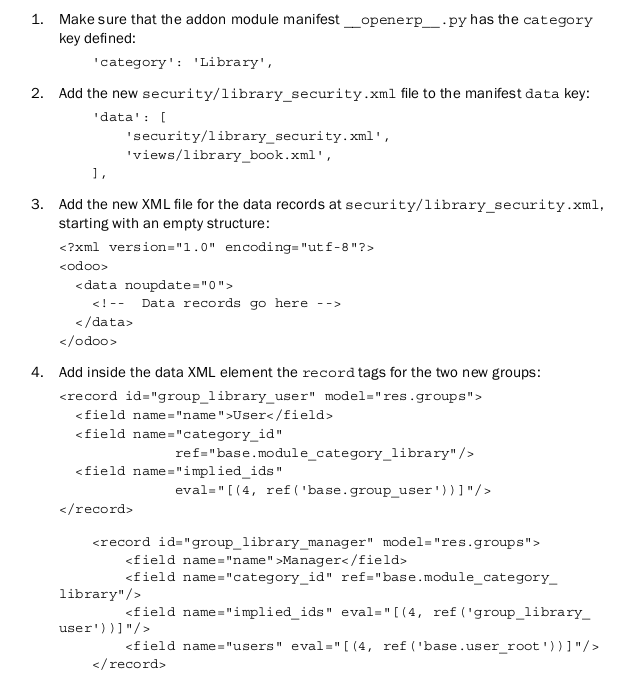 1. Make sure that the addon module manifest __openerp__.py has the category
key defined:
'category': 'Library',
2. Add the new security/library_security.xml file to the manifest data key:
'data': [
'security/library_security.xml',
'views/library_book.xml',
],
3. Add the new XML file for the data records at security/library_security.xml,
starting with an empty structure:
<?xml version="1.0" encoding="utf-8"?>
<odoo>
<data noupdate="0">
<!-- Data records go here -->
</data>
</odoo>
4. Add inside the data XML element the record tags for the two new groups:
<record id="group_library_user" model="res.groups">
<field name="name">User</field>
<field name="category_id"
ref="base.module_category_library"/>
<field name="implied_ids"
eval="[(4, ref('base.group_user'))]"/>
</record>
<record id="group_library_manager" model="res.groups">
<field name="name">Manager</field>
<field name="category_id" ref="base.module_category_
library"/>
<field name="implied_ids" eval="[(4, ref('group_library_
user'))]"/>
<field name="users" eval="[(4, ref('base.user_root'))]"/>
</record>